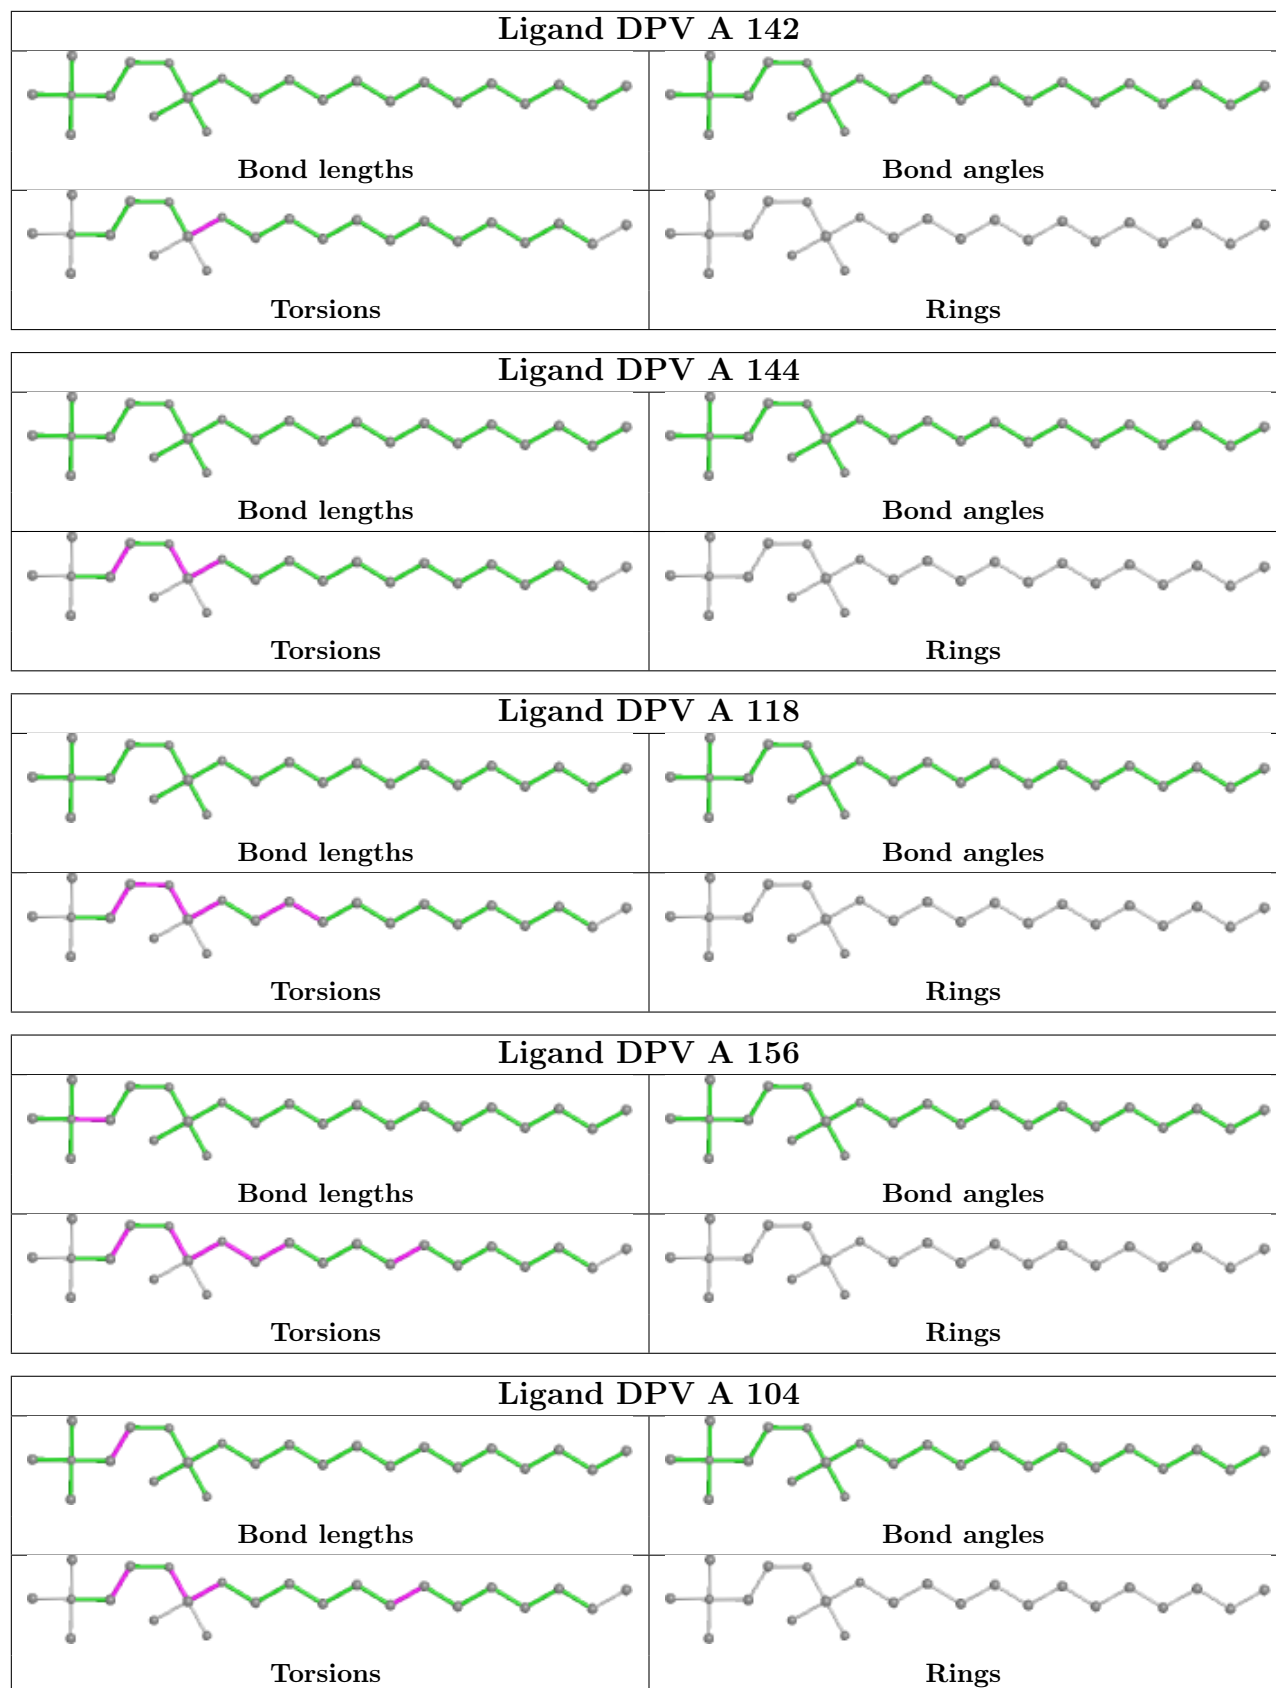 Ligand DPV A 142
Bond lengths
Bond angles
Torsions
Rings
Ligand DPV A 144
Bond lengths
Bond angles
Torsions
Rings
Ligand DPV A 118
Bond lengths
Bond angles
Torsions
Rings
Ligand DPV A 156
Bond lengths
Bond angles
Torsions
Rings
Ligand DPV A 104
Bond lengths
Bond angles
Torsions
Rings